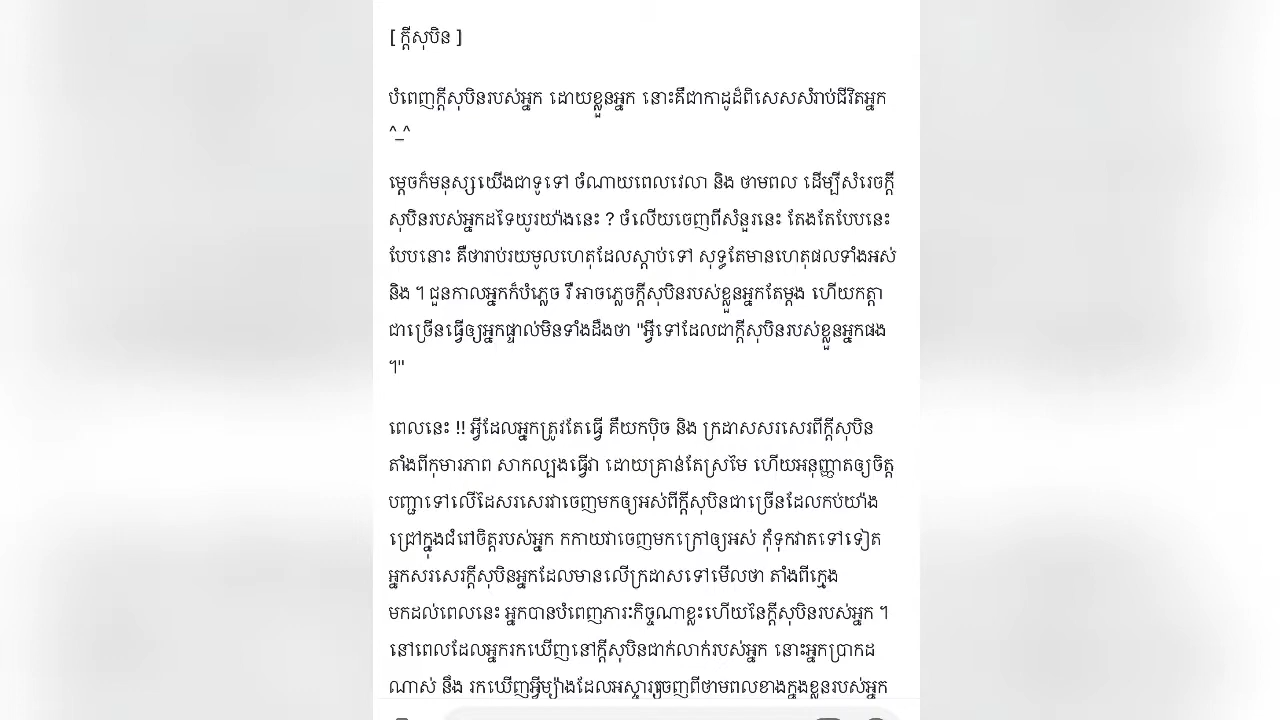 [ ក្ដីសុបិន ]
បំពេញក្ដីសុបិនរបស់អ្នក ដោយខ្លួនអ្នក នោះគឺជាកាដូដ៏ពិសេសសំរាប់ជីវិតអ្នក
^_^
ម្ដេចក៏មនុស្សយើងជាទូទៅ ចំណាយពេលវេលា និង ថាមពល ដើម្បីសំរេចក្ដី
សុបិនរបស់អ្នកដទៃយូរយ៉ាងនេះ ? ចំលើយចេញពីសំនួរនេះ តែងតែបែបនេះ
បែបនោះ គឺថារាប់រយមូលហេតុដែលស្ដាប់ទៅ សុទ្ធតែមានហេតុផលទាំងអស់
និង ។ ជួនកាលអ្នកក៏បំភ្លេច រឺ អាចភ្លេចក្ដីសុបិនរបស់ខ្លួនអ្នកតែម្ដង ហើយកត្ដា
ជាច្រើនធ្វើឲ្យអ្នកផ្ទាល់មិនទាំងដឹងថា "អ្វីទៅដែលជាក្ដីសុបិនរបស់ខ្លួនអ្នកផង
ៗ"
ពេលនេះ !! អ្វីដែលអ្នកត្រូវតែធ្វើ គឺយកប៊ិច និង ក្រដាសសរសេរពីក្ដីសុបិន
តាំងពីកុមារភាព សាកល្បងធ្វើវា ដោយគ្រាន់តែស្រមៃ ហើយអនុញ្ញាតឲ្យចិត្ត
បញ្ជាទៅលើដៃសរសេរវាចេញមកឲ្យអស់ពីក្ដីសុបិនជាច្រើនដែលកប់យ៉ាង
ជ្រៅក្នុងជំរៅចិត្តរបស់អ្នក កកាយវាចេញមកក្រៅឲ្យអស់ កុំទុកវាតទៅទៀត
អ្នកសរសេរក្ដីសុបិនអ្នកដែលមានលើក្រដាសទៅមើលថា តាំងពីក្មេង
មកដល់ពេលនេះ អ្នកបានបំពេញភារៈកិច្ចណាខ្លះហើយនៃក្ដីសុបិនរបស់អ្នក ។
នៅពេលដែលអ្នករកឃើញនៅក្ដីសុបិនជាក់លាក់របស់អ្នក នោះអ្នកប្រាកដ
ណាស់ នឹង រកឃើញអ្វីម្យ៉ាងដែលអស្ចារ្យចេញពីថាមពលខាងក្នុងខ្លួនរបស់អ្នក